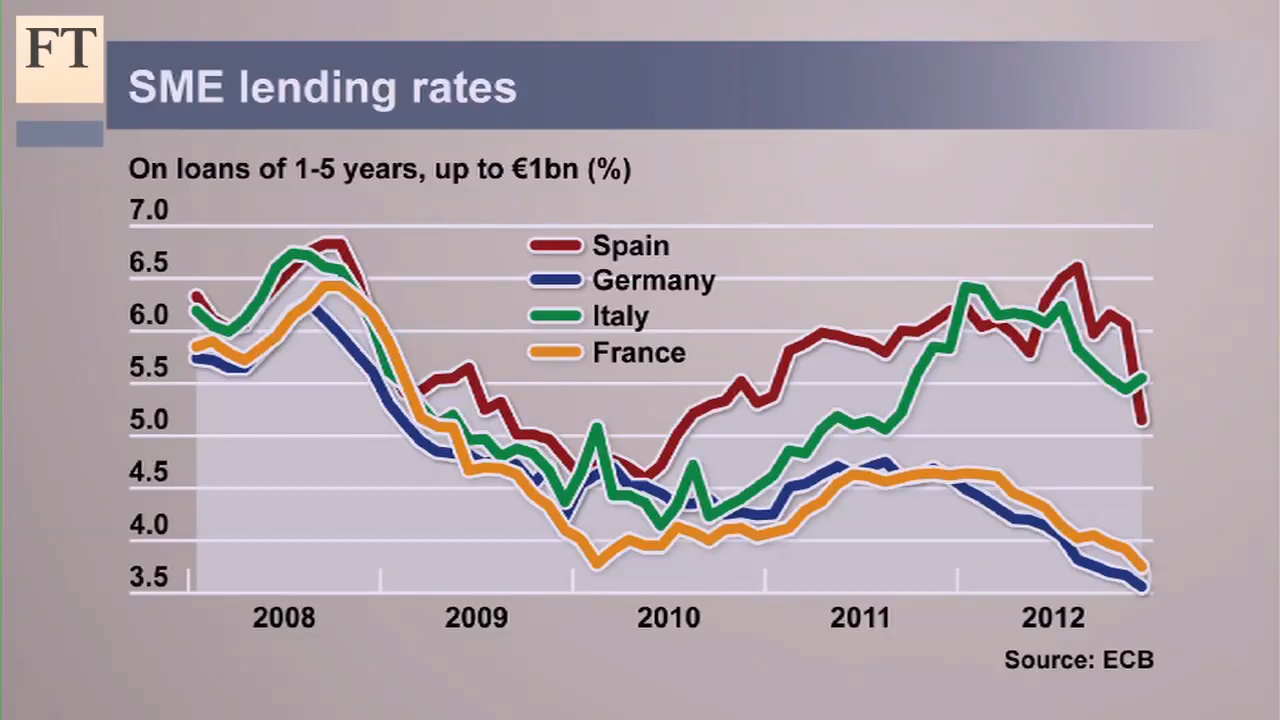 FT
SME lending rates
On loans of 1-5 years, up to €1bn (%)
7.0
6.5
6.0
5.5
5.0
4.5
4.0
3.5
Spain
Germany
Italy
France
2008 2009 2010 2011 2012
Source: ECB